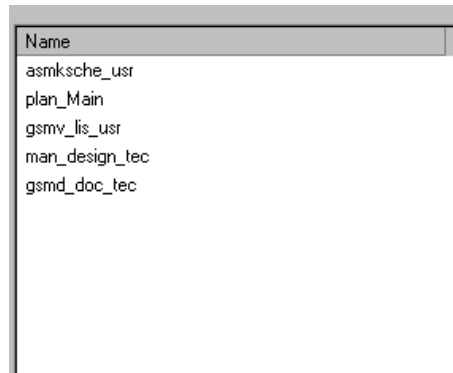 Name
asmksche_usr
plan_Main
gsmv_lis_usr
man_design_tec
gsmd_doc_tec